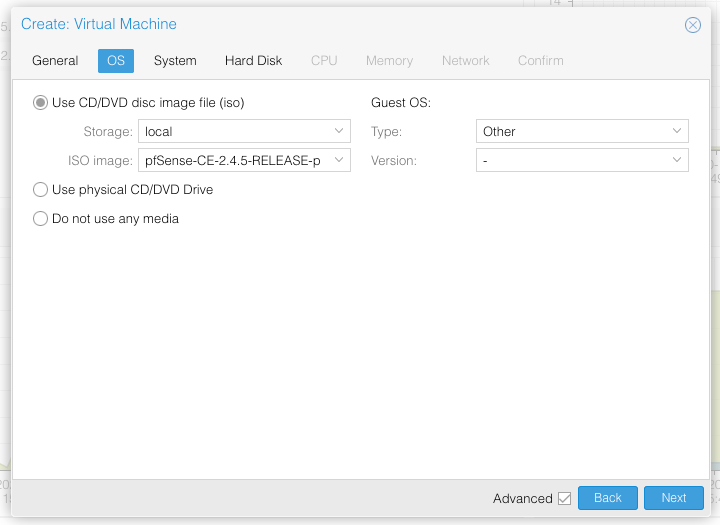 Create: Virtual Machine
General OS System Hard Disk CPU Memory Network Confirm
Use CD/DVD disc image file (iso) Guest OS:
Storage: local Type: Other
ISO image: pfSense-CE-2.4.5-RELEASE-p Version: -
Use physical CD/DVD Drive
Do not use any media
Advanced Back Next